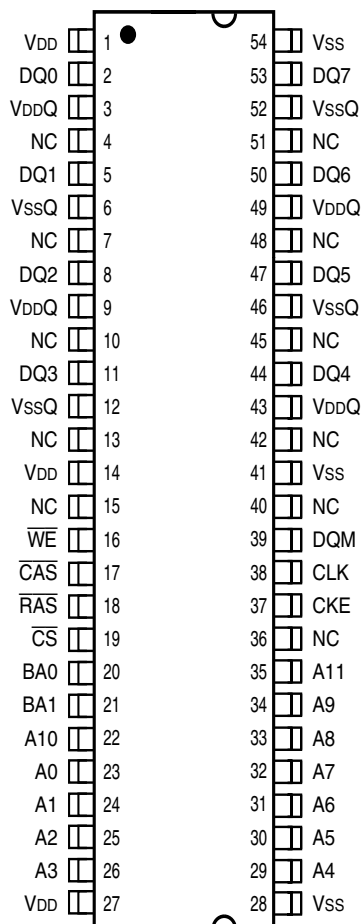 VDD 1 54 VSS
DQ0 2 53 DQ7
VDDQ 3 52 VSSQ
NC 4 51 NC
DQ1 5 50 DQ6
VSSQ 6 49 VDDQ
NC 7 48 NC
DQ2 8 47 DQ5
VDDQ 9 46 VSSQ
NC 10 45 NC
DQ3 11 44 DQ4
VSSQ 12 43 VDDQ
NC 13 42 NC
VDD 14 41 VSS
NC 15 40 NC
W̅E̅ 16 39 DQM
C̅A̅S̅ 17 38 CLK
R̅A̅S̅ 18 37 CKE
C̅S̅ 19 36 NC
BA0 20 35 A11
BA1 21 34 A9
A10 22 33 A8
A0 23 32 A7
A1 24 31 A6
A2 25 30 A5
A3 26 29 A4
VDD 27 28 VSS